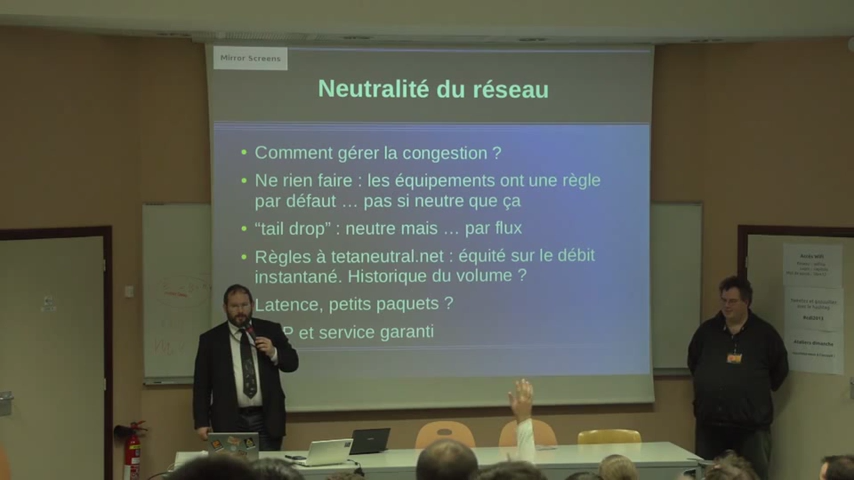 Mirror Screens
Neutralité du réseau
• Comment gérer la congestion ?
• Ne rien faire : les équipements ont une règle
par défaut … pas si neutre que ça
• “tail drop” : neutre mais … par flux
• Règles à tetaneutral.net : équité sur le débit
instantané. Historique du volume ?
Latence, petits paquets ?
P et service garanti